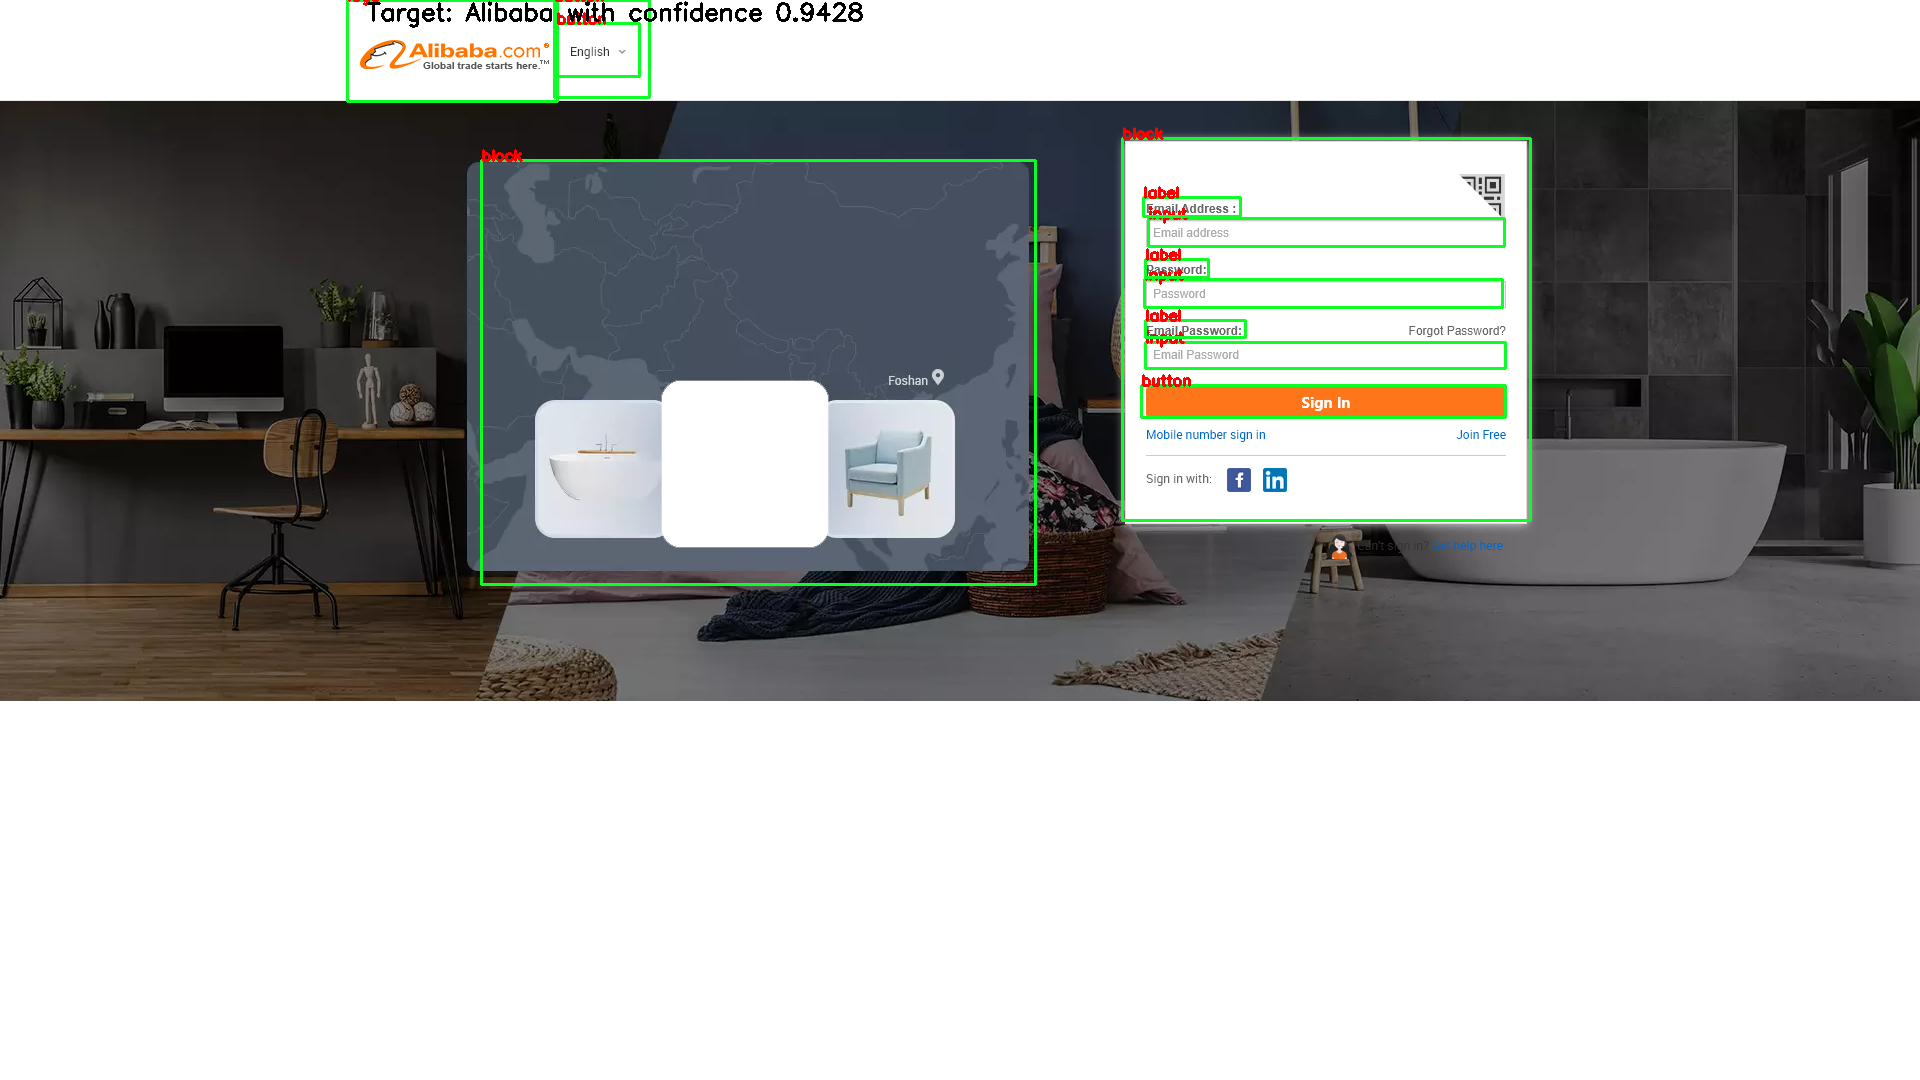 Target: Alibaba with confidence 0.9428
button
Alibaba.com®
Global trade starts here.™
English
block
block
label
Email Address :
input
Email address
label
Password:
input
Password
label
Email Password:
Forgot Password?
input
Email Password
button
Sign In
Mobile number sign in
Join Free
Sign in with:
Can't sign in? Get help here
Foshan